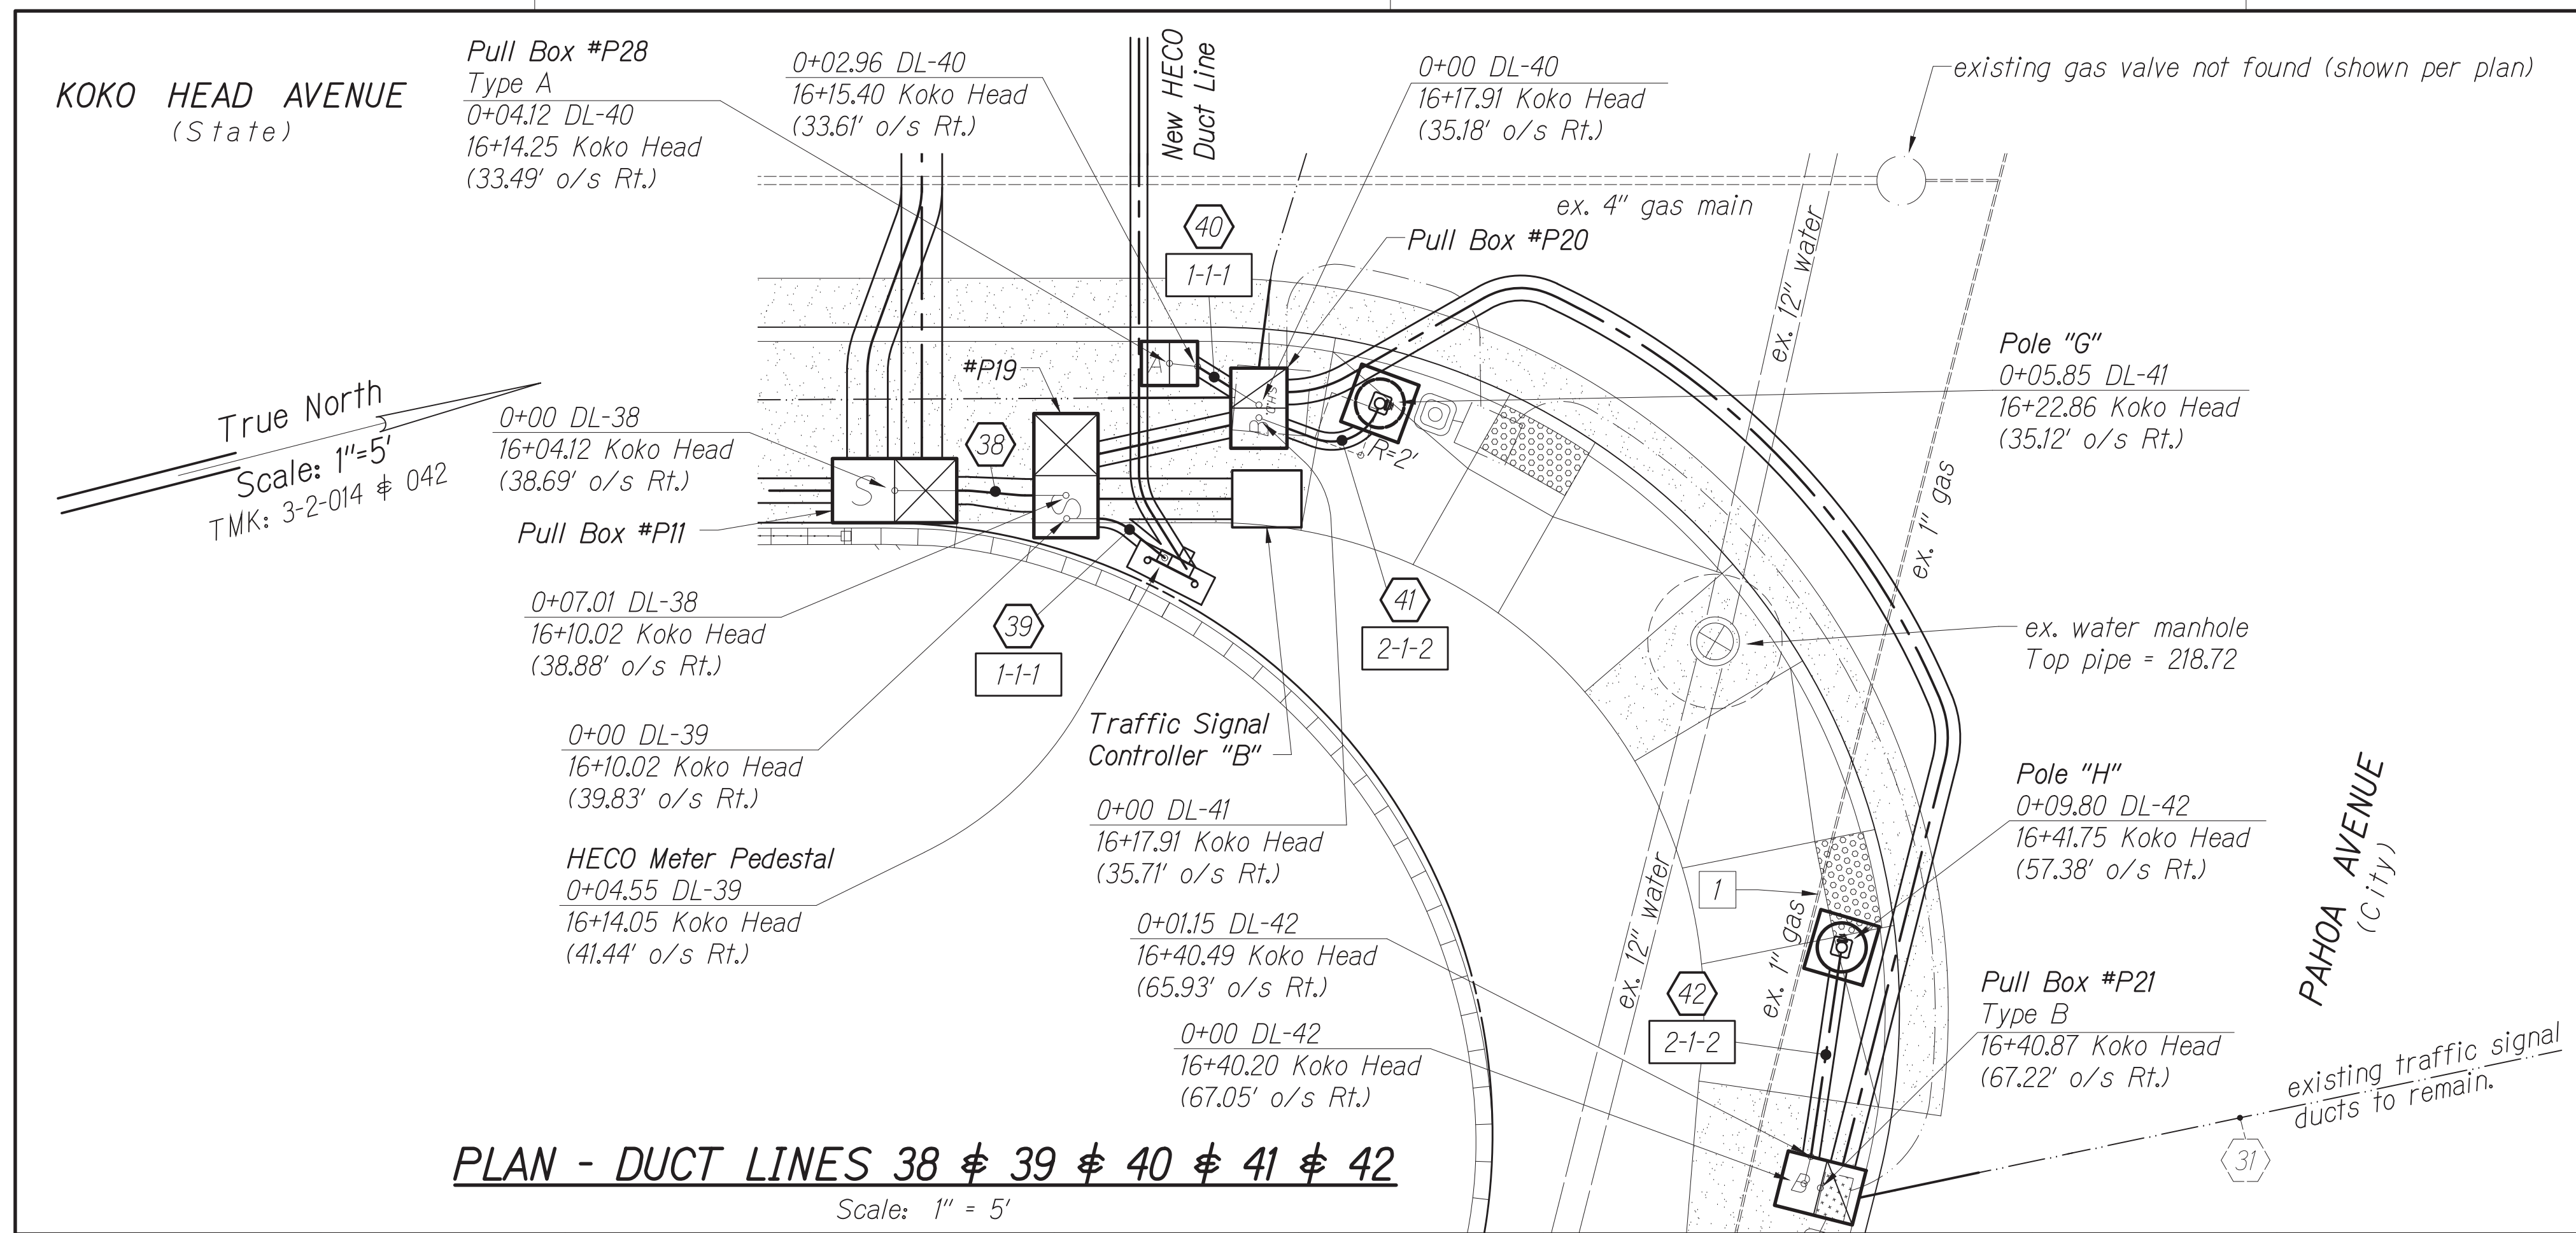 KOKO HEAD AVENUE
(State)
Pull Box #P28
Type A
0+04.12 DL-40
16+14.25 Koko Head
(33.49' o/s Rt.)
0+02.96 DL-40
16+15.40 Koko Head
(33.61' o/s Rt.)
New HECO
Duct Line
0+00 DL-40
16+17.91 Koko Head
(35.18' o/s Rt.)
existing gas valve not found (shown per plan)
ex. 4" gas main
40
1-1-1
Pull Box #P20
ex. 12" water
Pole "G"
0+05.85 DL-41
16+22.86 Koko Head
(35.12' o/s Rt.)
True North
Scale: 1"=5'
TMK: 3-2-014 & 042
#P19
A
B
R=2'
0+00 DL-38
16+04.12 Koko Head
(38.69' o/s Rt.)
38
S
S
Pull Box #P11
ex. 1" gas
0+07.01 DL-38
16+10.02 Koko Head
(38.88' o/s Rt.)
39
1-1-1
41
2-1-2
ex. water manhole
Top pipe = 218.72
0+00 DL-39
16+10.02 Koko Head
(39.83' o/s Rt.)
Traffic Signal
Controller "B"
HECO Meter Pedestal
0+04.55 DL-39
16+14.05 Koko Head
(41.44' o/s Rt.)
0+00 DL-41
16+17.91 Koko Head
(35.71' o/s Rt.)
Pole "H"
0+09.80 DL-42
16+41.75 Koko Head
(57.38' o/s Rt.)
PAHOA AVENUE
(City)
1
ex. 12" water
ex. 1" gas
0+01.15 DL-42
16+40.49 Koko Head
(65.93' o/s Rt.)
42
2-1-2
Pull Box #P21
Type B
16+40.87 Koko Head
(67.22' o/s Rt.)
0+00 DL-42
16+40.20 Koko Head
(67.05' o/s Rt.)
existing traffic signal
ducts to remain.
31
B
PLAN - DUCT LINES 38 & 39 & 40 & 41 & 42
Scale: 1" = 5'